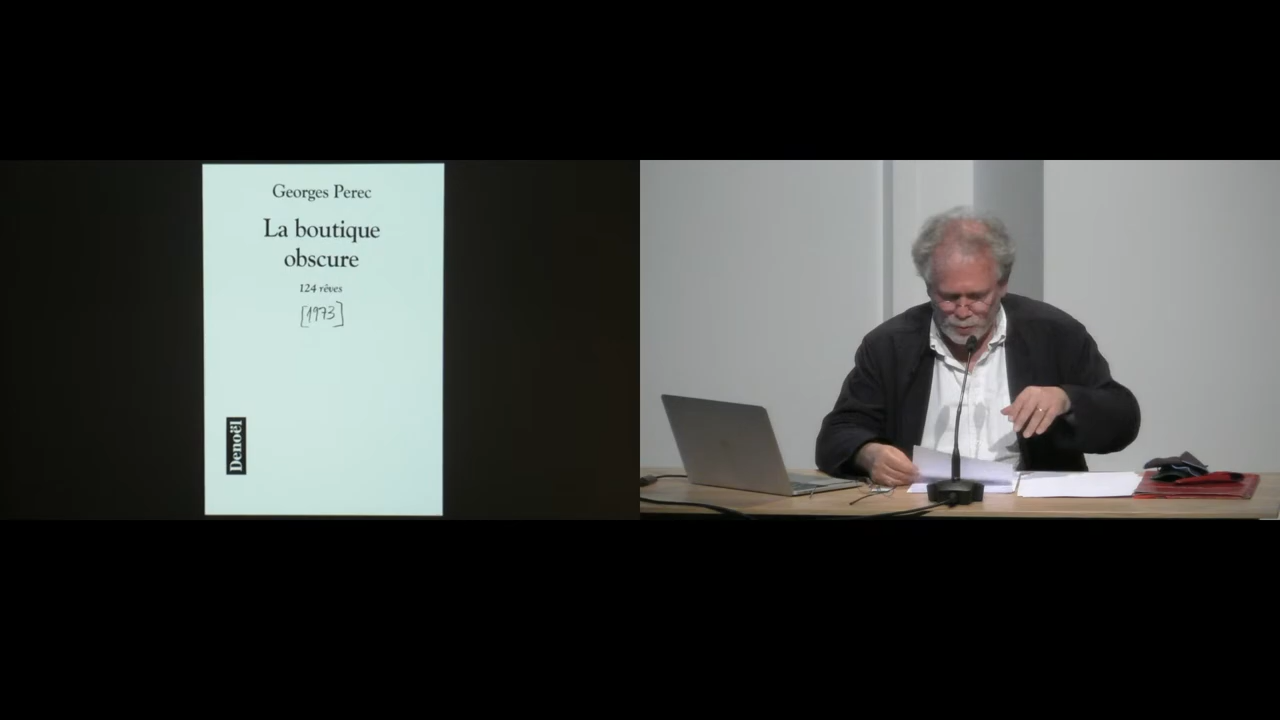 Georges Perec
La boutique
obscure
124 rêves
[1973]
Denoël